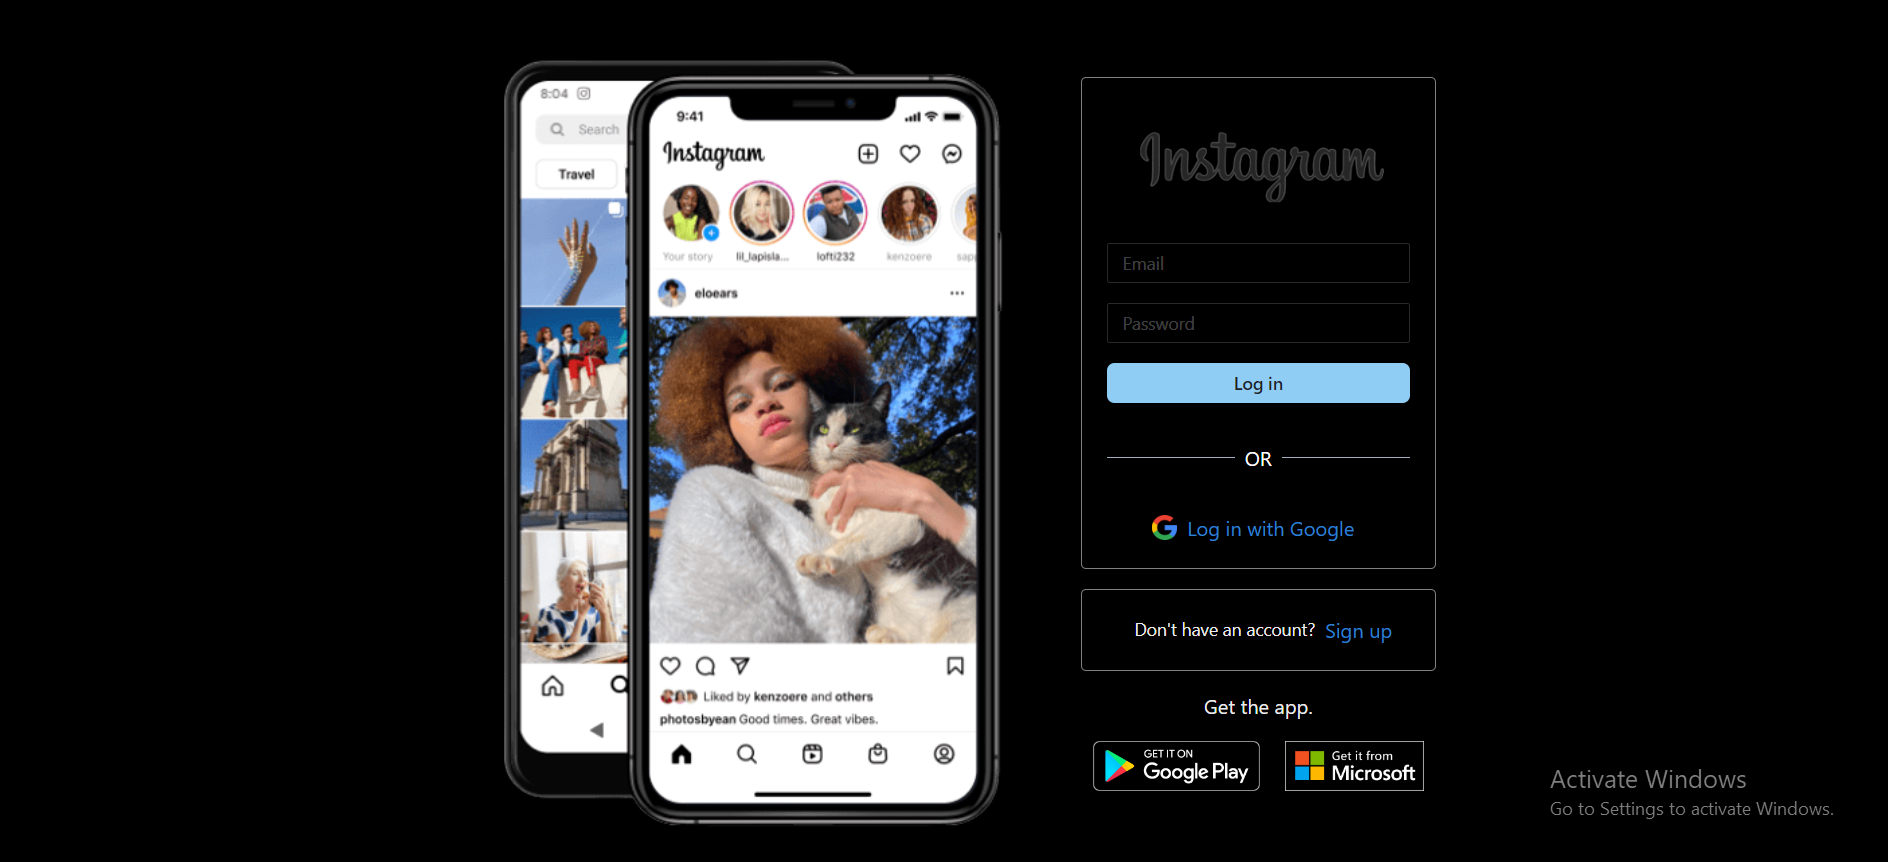 8:04
Search
Travel
9:41
Instagram
Your story
lil_lapisla...
lofti232
kenzoere
sap
eloears
Liked by kenzoere and others
photosbyean Good times. Great vibes.
Instagram
Email
Password
Log in
OR
Log in with Google
Don't have an account? Sign up
Get the app.
GET IT ON
Google Play
Get it from
Microsoft
Activate Windows
Go to Settings to activate Windows.